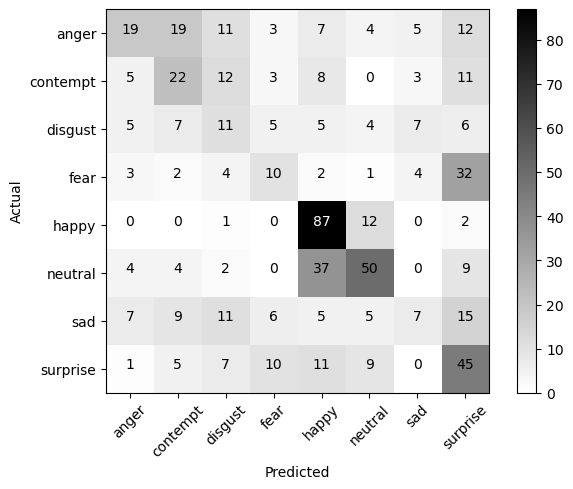 anger 19 19 11 3 7 4 5 12
contempt 5 22 12 3 8 0 3 11
disgust 5 7 11 5 5 4 7 6
fear 3 2 4 10 2 1 4 32
happy 0 0 1 0 87 12 0 2
neutral 4 4 2 0 37 50 0 9
sad 7 9 11 6 5 5 7 15
surprise 1 5 7 10 11 9 0 45
anger contempt disgust fear happy neutral sad surprise
Predicted
Actual
80
70
60
50
40
30
20
10
0